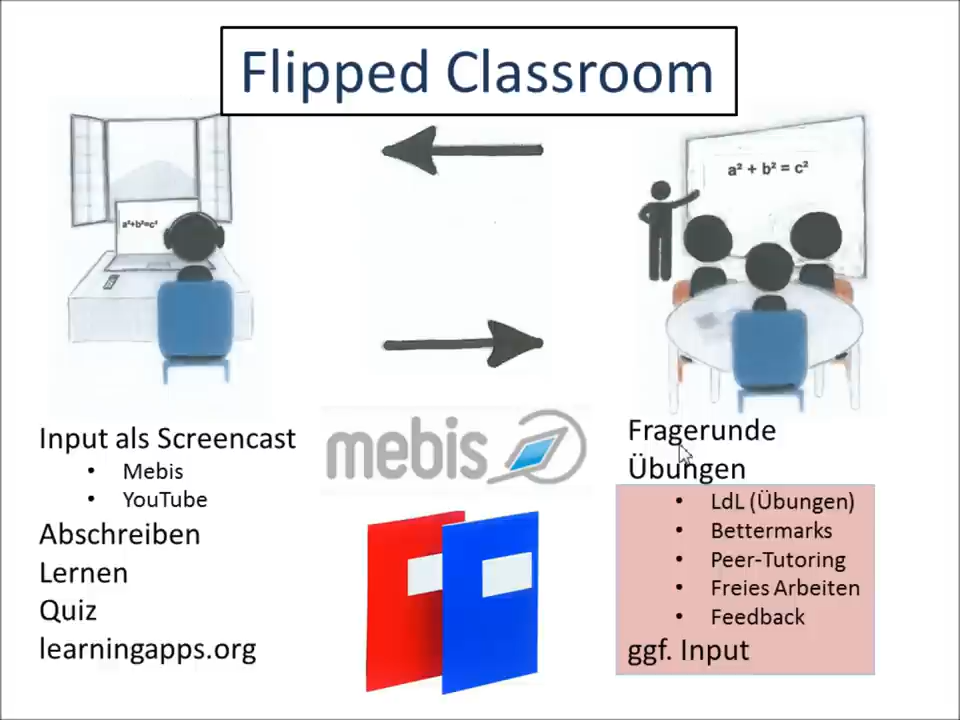 Flipped Classroom
a²+b²=c²
a² + b² = c²
Input als Screencast
• Mebis
• YouTube
Abschreiben
Lernen
Quiz
learningapps.org
mebis
Fragerunde
Übungen
• LdL (Übungen)
• Bettermarks
• Peer-Tutoring
• Freies Arbeiten
• Feedback
ggf. Input